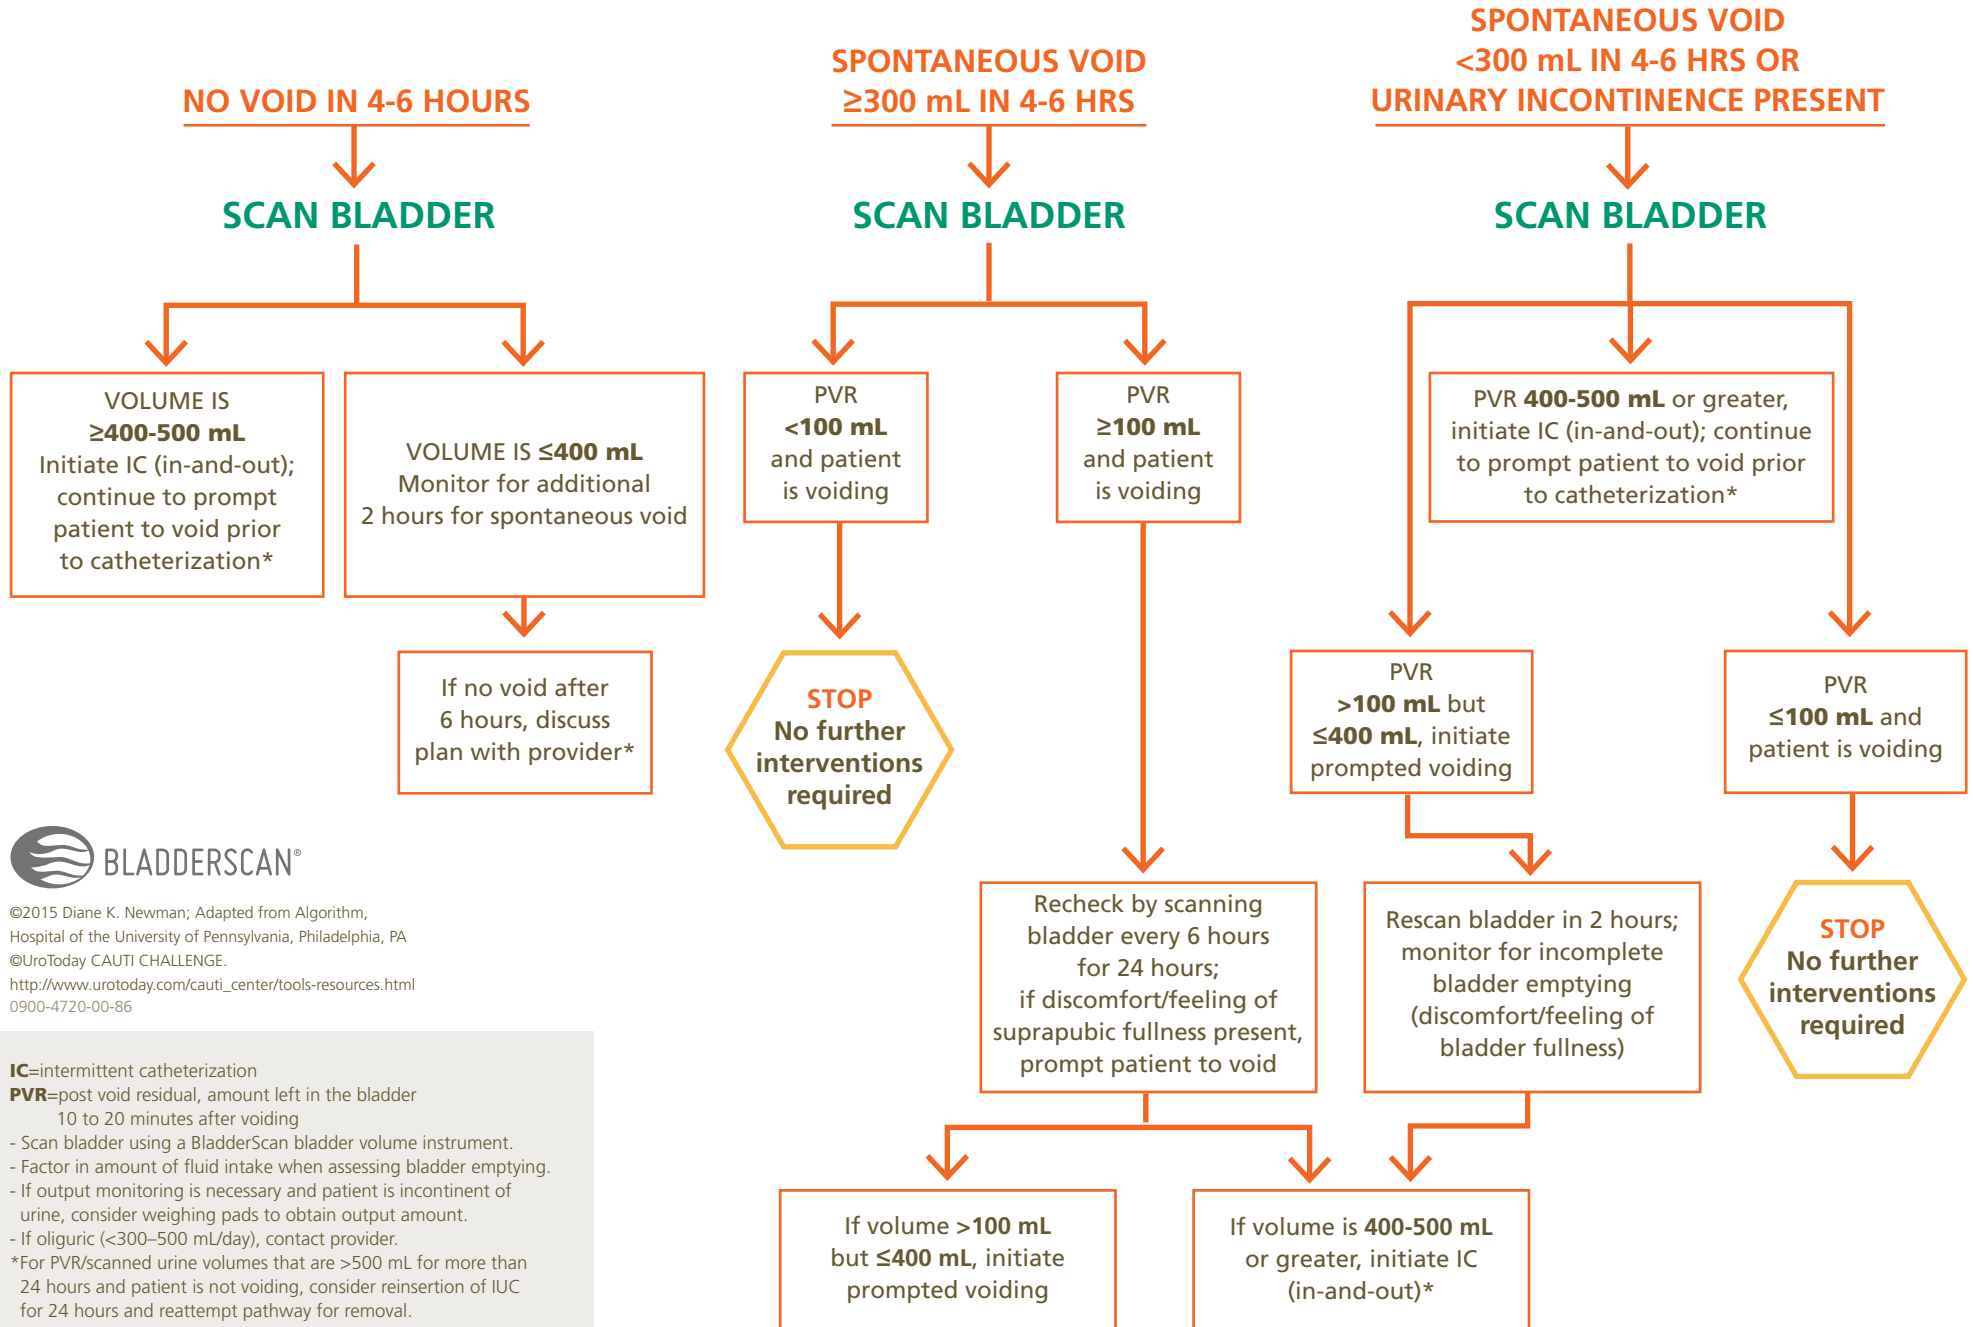 NO VOID IN 4-6 HOURS
SCAN BLADDER
VOLUME IS
≥400-500 mL
Initiate IC (in-and-out);
continue to prompt
patient to void prior
to catheterization*
VOLUME IS ≤400 mL
Monitor for additional
2 hours for spontaneous void
If no void after
6 hours, discuss
plan with provider*
SPONTANEOUS VOID
≥300 mL IN 4-6 HRS
SCAN BLADDER
PVR
<100 mL
and patient
is voiding
STOP
No further
interventions
required
PVR
≥100 mL
and patient
is voiding
Recheck by scanning
bladder every 6 hours
for 24 hours;
if discomfort/feeling of
suprapubic fullness present,
prompt patient to void
If volume >100 mL
but ≤400 mL, initiate
prompted voiding
If volume is 400-500 mL
or greater, initiate IC
(in-and-out)*
SPONTANEOUS VOID
<300 mL IN 4-6 HRS OR
URINARY INCONTINENCE PRESENT
SCAN BLADDER
PVR 400-500 mL or greater,
initiate IC (in-and-out); continue
to prompt patient to void prior
to catheterization*
PVR
>100 mL but
≤400 mL, initiate
prompted voiding
Rescan bladder in 2 hours;
monitor for incomplete
bladder emptying
(discomfort/feeling of
bladder fullness)
PVR
≤100 mL and
patient is voiding
STOP
No further
interventions
required
BLADDERSCAN®
©2015 Diane K. Newman; Adapted from Algorithm,
Hospital of the University of Pennsylvania, Philadelphia, PA
©UroToday CAUTI CHALLENGE.
http://www.urotoday.com/cauti_center/tools-resources.html
0900-4720-00-86
IC=intermittent catheterization
PVR=post void residual, amount left in the bladder
10 to 20 minutes after voiding
- Scan bladder using a BladderScan bladder volume instrument.
- Factor in amount of fluid intake when assessing bladder emptying.
- If output monitoring is necessary and patient is incontinent of
urine, consider weighing pads to obtain output amount.
- If oliguric (<300–500 mL/day), contact provider.
*For PVR/scanned urine volumes that are >500 mL for more than
24 hours and patient is not voiding, consider reinsertion of IUC
for 24 hours and reattempt pathway for removal.